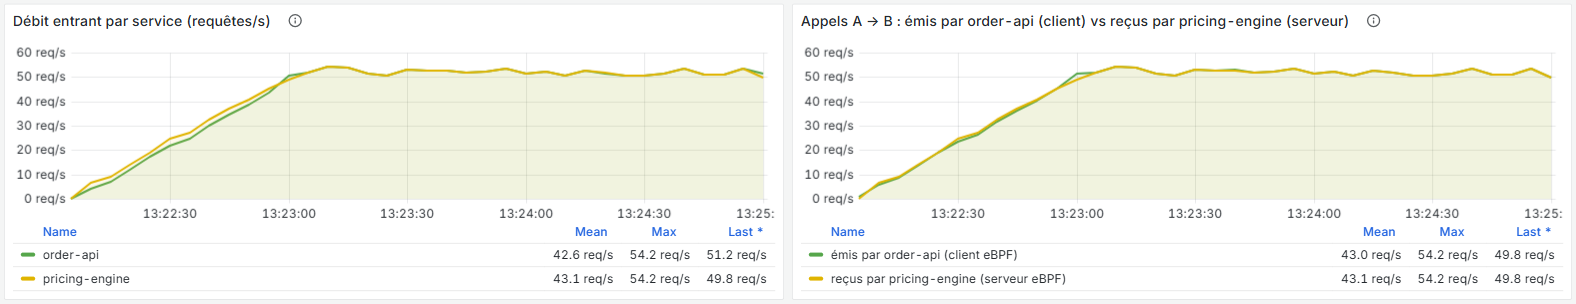 Débit entrant par service (requêtes/s)
60 req/s
50 req/s
40 req/s
30 req/s
20 req/s
10 req/s
0 req/s
13:22:30 13:23:00 13:23:30 13:24:00 13:24:30 13:25:
Name Mean Max Last *
order-api 42.6 req/s 54.2 req/s 51.2 req/s
pricing-engine 43.1 req/s 54.2 req/s 49.8 req/s
Appels A → B : émis par order-api (client) vs reçus par pricing-engine (serveur)
60 req/s
50 req/s
40 req/s
30 req/s
20 req/s
10 req/s
0 req/s
13:22:30 13:23:00 13:23:30 13:24:00 13:24:30 13:25:
Name Mean Max Last *
émis par order-api (client eBPF) 43.0 req/s 54.2 req/s 49.8 req/s
reçus par pricing-engine (serveur eBPF) 43.1 req/s 54.2 req/s 49.8 req/s